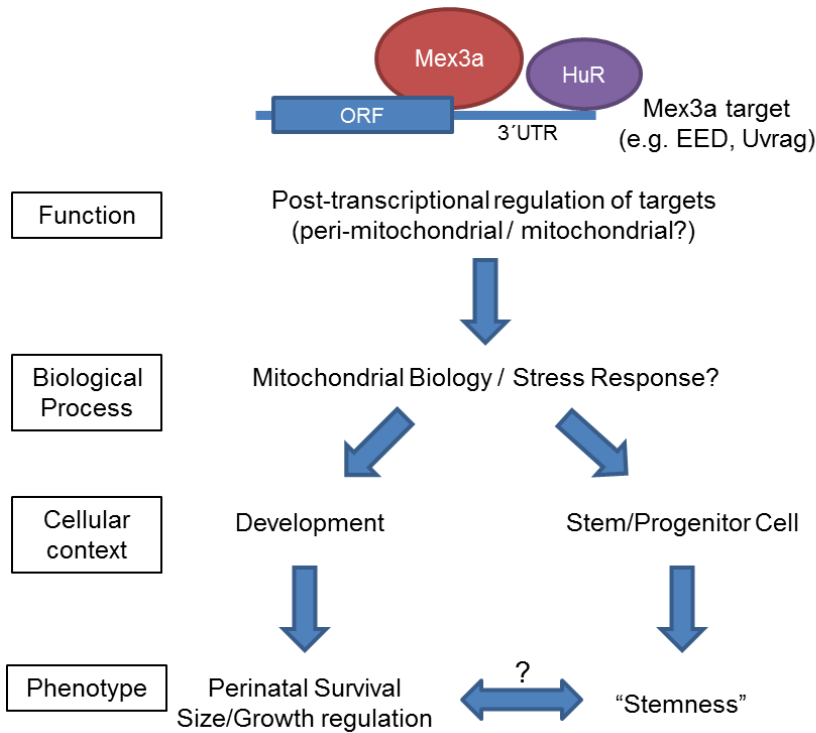 Mex3a
HuR
ORF
3´UTR
Mex3a target
(e.g. EED, Uvrag)
Function
Post-transcriptional regulation of targets
(peri-mitochondrial / mitochondrial?)
Biological
Process
Mitochondrial Biology / Stress Response?
Cellular
context
Development
Stem/Progenitor Cell
Phenotype
Perinatal Survival
Size/Growth regulation
?
“Stemness”